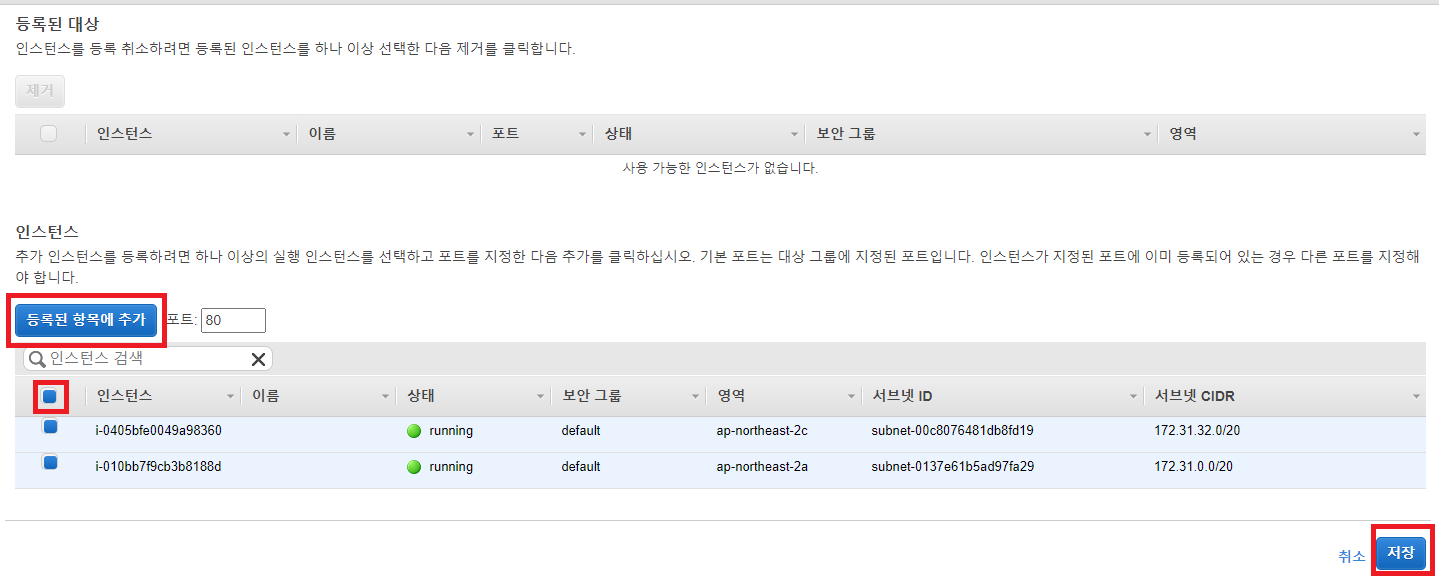 등록된 대상
인스턴스를 등록 취소하려면 등록된 인스턴스를 하나 이상 선택한 다음 제거를 클릭합니다.
제거
인스턴스 이름 포트 상태 보안 그룹 영역
사용 가능한 인스턴스가 없습니다.
인스턴스
추가 인스턴스를 등록하려면 하나 이상의 실행 인스턴스를 선택하고 포트를 지정한 다음 추가를 클릭하십시오. 기본 포트는 대상 그룹에 지정된 포트입니다. 인스턴스가 지정된 포트에 이미 등록되어 있는 경우 다른 포트를 지정해
야 합니다.
등록된 항목에 추가 포트: 80
인스턴스 검색
인스턴스 이름 상태 보안 그룹 영역 서브넷 ID 서브넷 CIDR
i-0405bfe0049a98360 running default ap-northeast-2c subnet-00c8076481db8fd19 172.31.32.0/20
i-010bb7f9cb3b8188d running default ap-northeast-2a subnet-0137e61b5ad97fa29 172.31.0.0/20
취소 저장